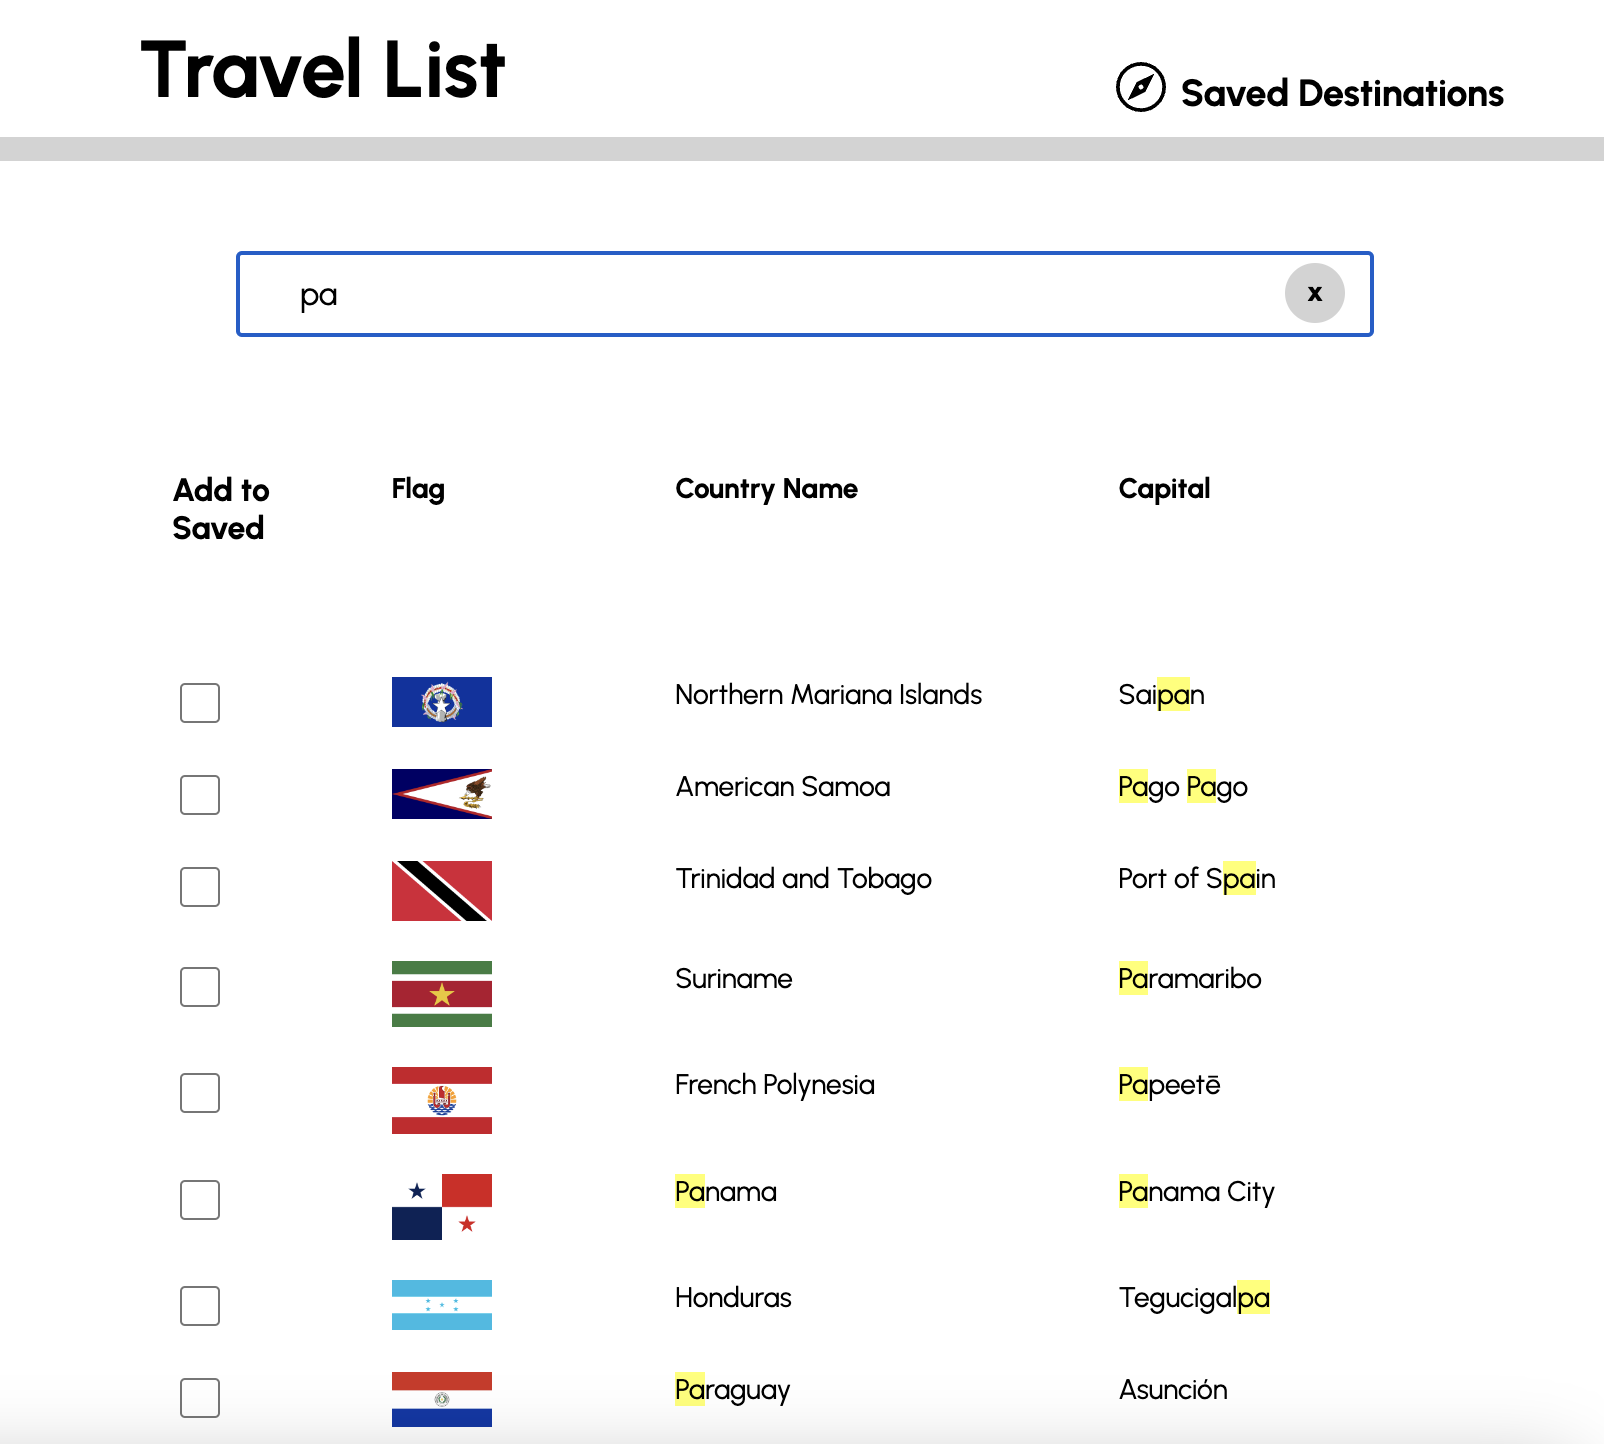 Travel List
Saved Destinations
pa
x
Add to
Saved
Flag
Country Name
Capital
Northern Mariana Islands
Saipan
American Samoa
Pago Pago
Trinidad and Tobago
Port of Spain
Suriname
Paramaribo
French Polynesia
Papeetē
Panama
Panama City
Honduras
Tegucigalpa
Paraguay
Asunción